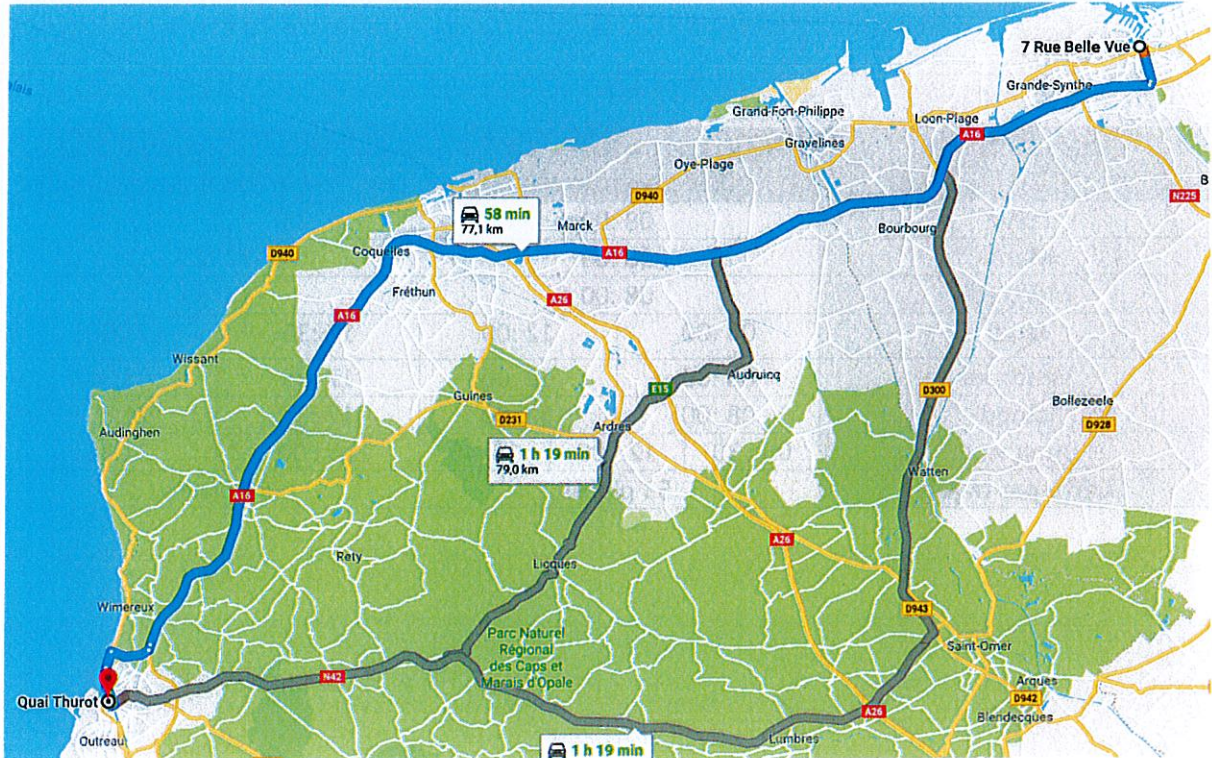 7 Rue Belle Vue
alais
Grande-Synthe
Grand-Fort-Philippe
Loon-Plage
A16
Gravelines
Oye-Plage
B
N225
D940
58 min
77,1 km
Marck
Bourbourg
D940
Coquelles
A16
Fréthun
A26
A16
Wissant
Audruicq
E15
D300
Guînes
Bollezeele
D231
Ardres
D928
Audinghen
1 h 19 min
79,0 km
Watten
A16
A26
Rety
Licques
Wimereux
D943
Parc Naturel
Régional
des Caps et
Marais d'Opale
Saint-Omer
N42
Quai Thurot
Arques
D942
A26
Blendecques
Outreau
Lumbres
1 h 19 min